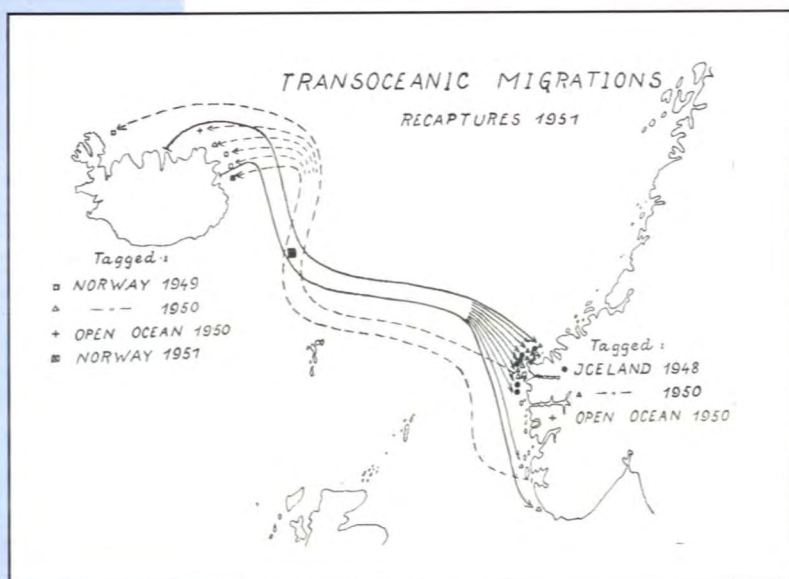 TRANSOCEANIC MIGRATIONS
RECAPTURES 1951
Tagged:
NORWAY 1949
—·— 1950
OPEN OCEAN 1950
NORWAY 1951
Tagged:
JCELAND 1948
—·— 1950
OPEN OCEAN 1950